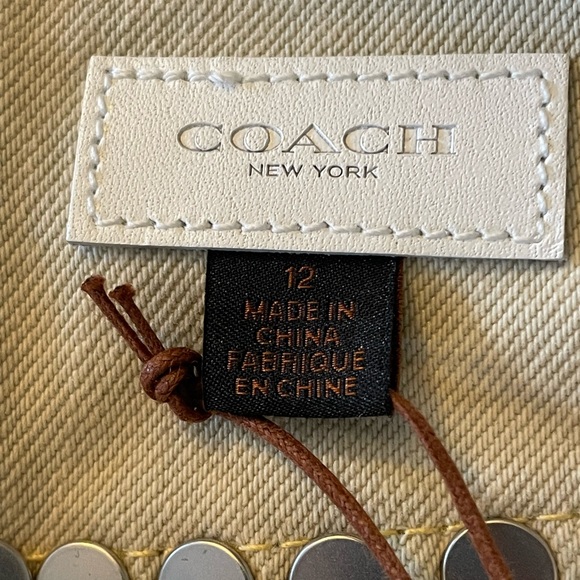 COACH
NEW YORK
12
MADE IN
CHINA
FABRIQUÉ
EN CHINE